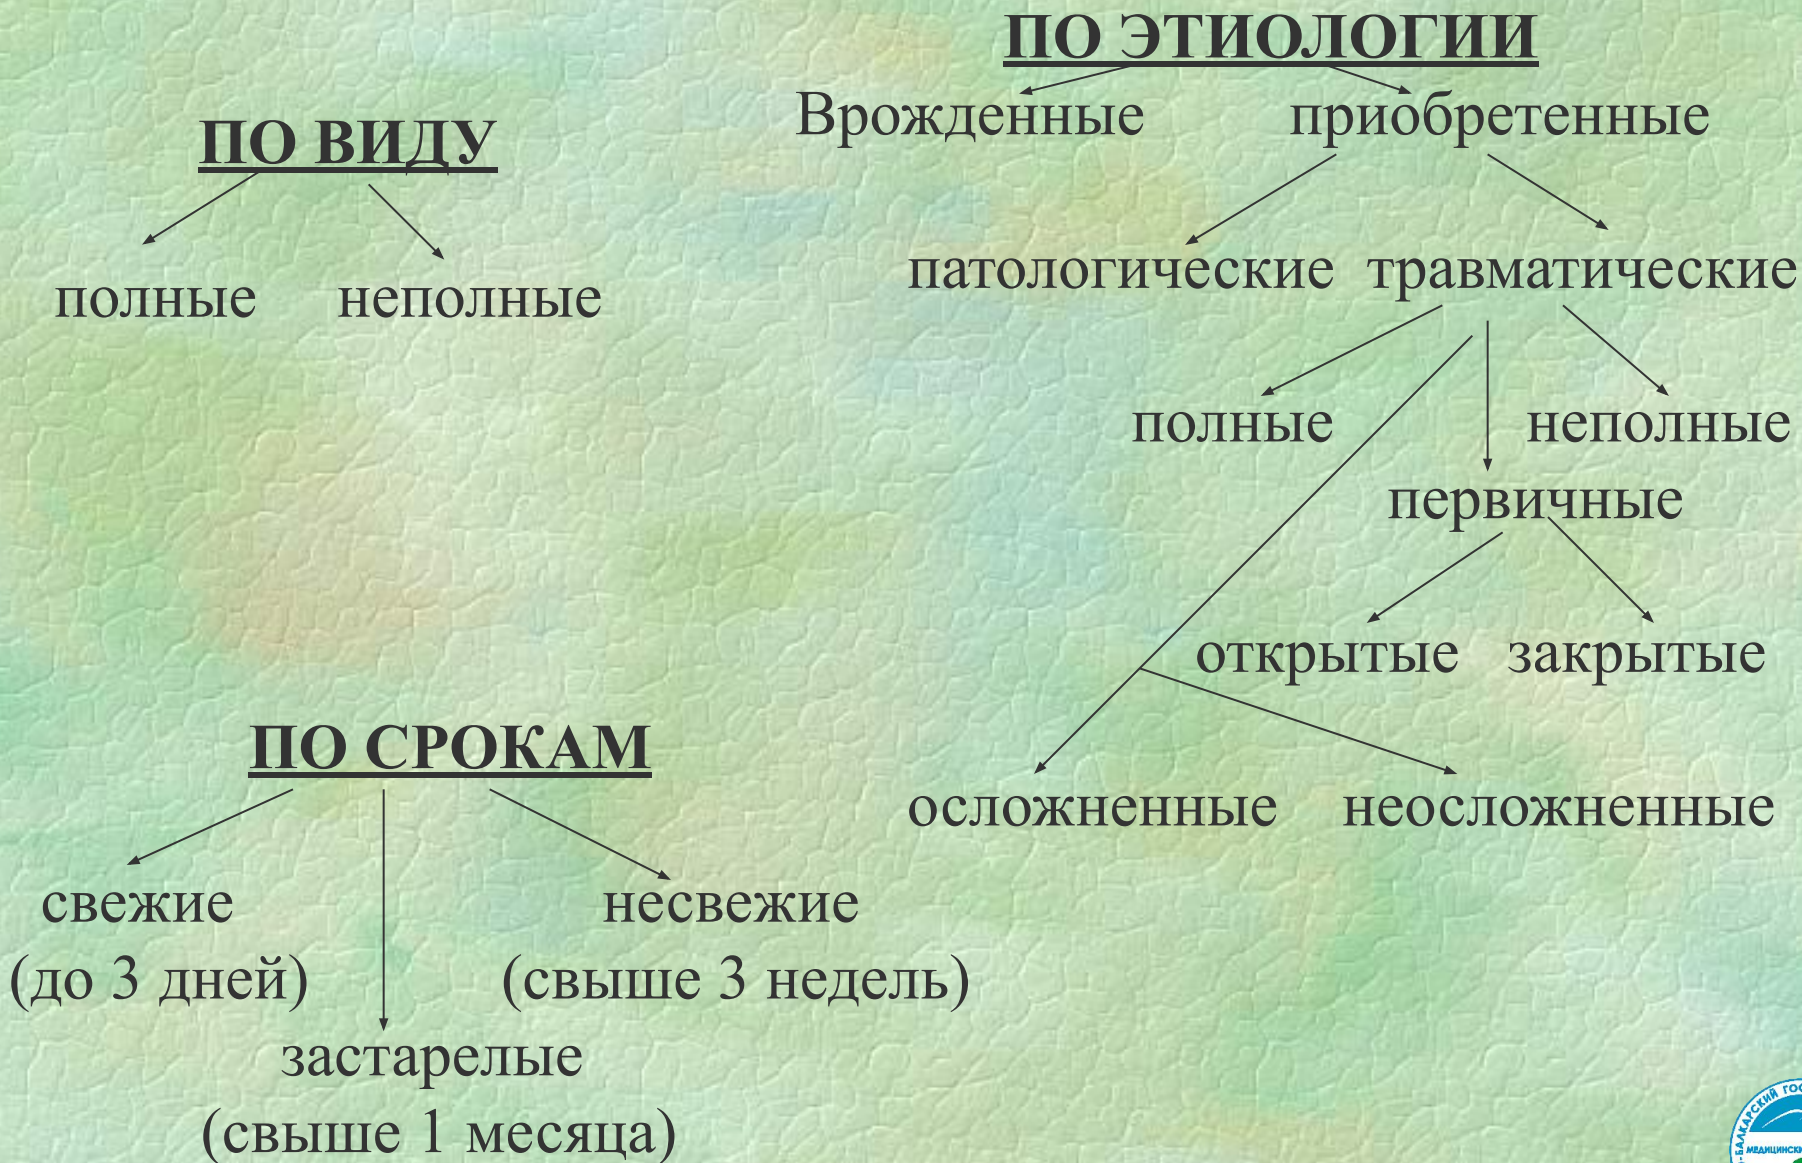 ПО ВИДУ
полные неполные
ПО ЭТИОЛОГИИ
Врожденные приобретенные
патологические травматические
полные неполные
первичные
открытые закрытые
осложненные неосложненные
ПО СРОКАМ
свежие несвежие
(до 3 дней) (свыше 3 недель)
застарелые
(свыше 1 месяца)